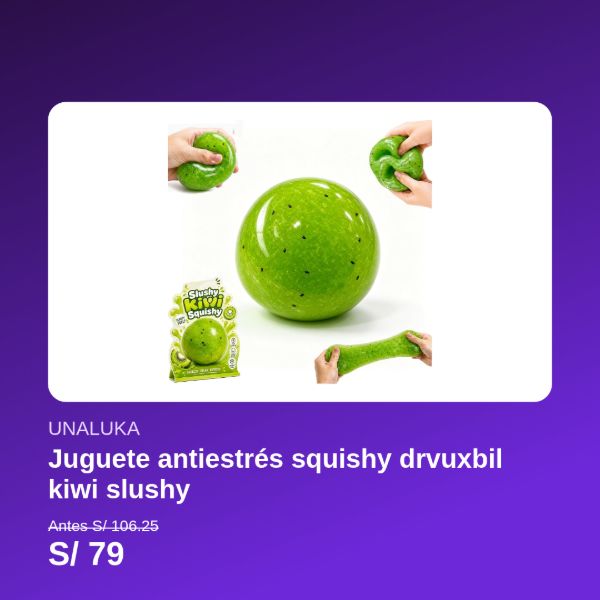 Slushy
Kiwi
Squishy
UNALUKA
Juguete antiestrés squishy drvuxbil
kiwi slushy
Antes S/ 106.25
S/ 79